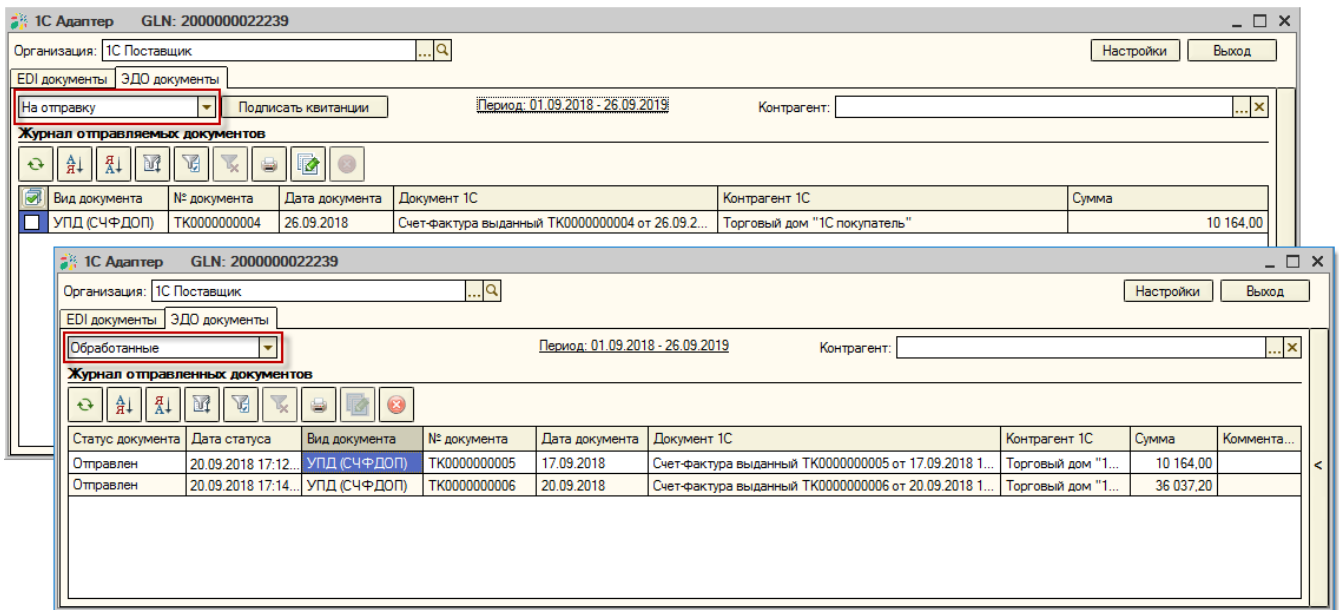 1С Адаптер GLN: 2000000022239
Организация: 1С Поставщик ... Настройки Выход
EDI документы ЭДО документы
На отправку Подписать квитанции Период: 01.09.2018 - 26.09.2019 Контрагент: ...
Журнал отправляемых документов
Вид документа № документа Дата документа Документ 1С Контрагент 1С Сумма
УПД (СЧФДОП) ТК0000000004 26.09.2018 Счет-фактура выданный ТК0000000004 от 26.09.2... Торговый дом "1С покупатель" 10 164,00
1С Адаптер GLN: 2000000022239
Организация: 1С Поставщик ... Настройки Выход
EDI документы ЭДО документы
Обработанные Период: 01.09.2018 - 26.09.2019 Контрагент: ...
Журнал отправленных документов
Статус документа Дата статуса Вид документа № документа Дата документа Документ 1С Контрагент 1С Сумма Коммента...
Отправлен 20.09.2018 17:12... УПД (СЧФДОП) ТК0000000005 17.09.2018 Счет-фактура выданный ТК0000000005 от 17.09.2018 1... Торговый дом "1... 10 164,00
Отправлен 20.09.2018 17:14... УПД (СЧФДОП) ТК0000000006 20.09.2018 Счет-фактура выданный ТК0000000006 от 20.09.2018 1... Торговый дом "1... 36 037,20